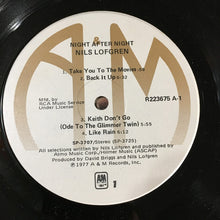 NIGHT AFTER NIGHT
NILS LOFGREN
1-Take You To The Movies 3:59
2- Back It Up
Mfd. by
RCA Music Service
Under License
R223675 A-1
3-Keith Don't Go
(Ode To The Glimmer Twin) 5:55
4- Like Rain
SP-3707/Stereo (SP-3725)
All selections written by Nils Lofgren and published by
Almo Music Corp./Hilmer Music (ASCAP)
Produced by David Briggs and Nils Lofgren
℗1977 A & M Records, Inc.
A&M
1